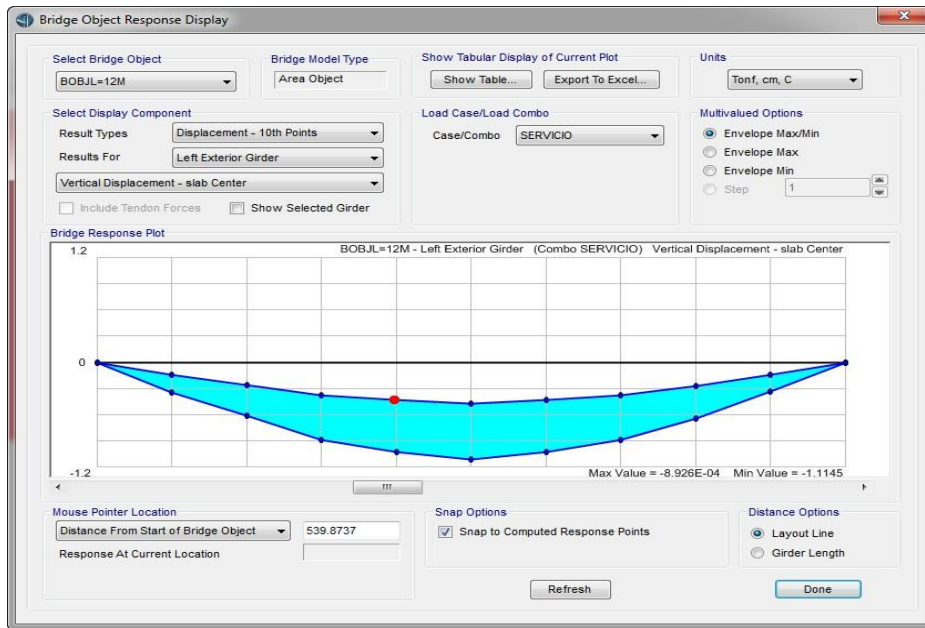 Bridge Object Response Display
Select Bridge Object
BOBJL=12M
Bridge Model Type
Area Object
Show Tabular Display of Current Plot
Show Table...
Export To Excel...
Units
Tonf, cm, C
Select Display Component
Result Types
Displacement - 10th Points
Results For
Left Exterior Girder
Vertical Displacement - slab Center
Include Tendon Forces
Show Selected Girder
Load Case/Load Combo
Case/Combo
SERVICIO
Multivalued Options
Envelope Max/Min
Envelope Max
Envelope Min
Step
1
Bridge Response Plot
1.2
BOBJL=12M - Left Exterior Girder (Combo SERVICIO) Vertical Displacement - slab Center
0
-1.2
Max Value = -8.926E-04 Min Value = -1.1145
Mouse Pointer Location
Distance From Start of Bridge Object
539.8737
Response At Current Location
Snap Options
Snap to Computed Response Points
Distance Options
Layout Line
Girder Length
Refresh
Done